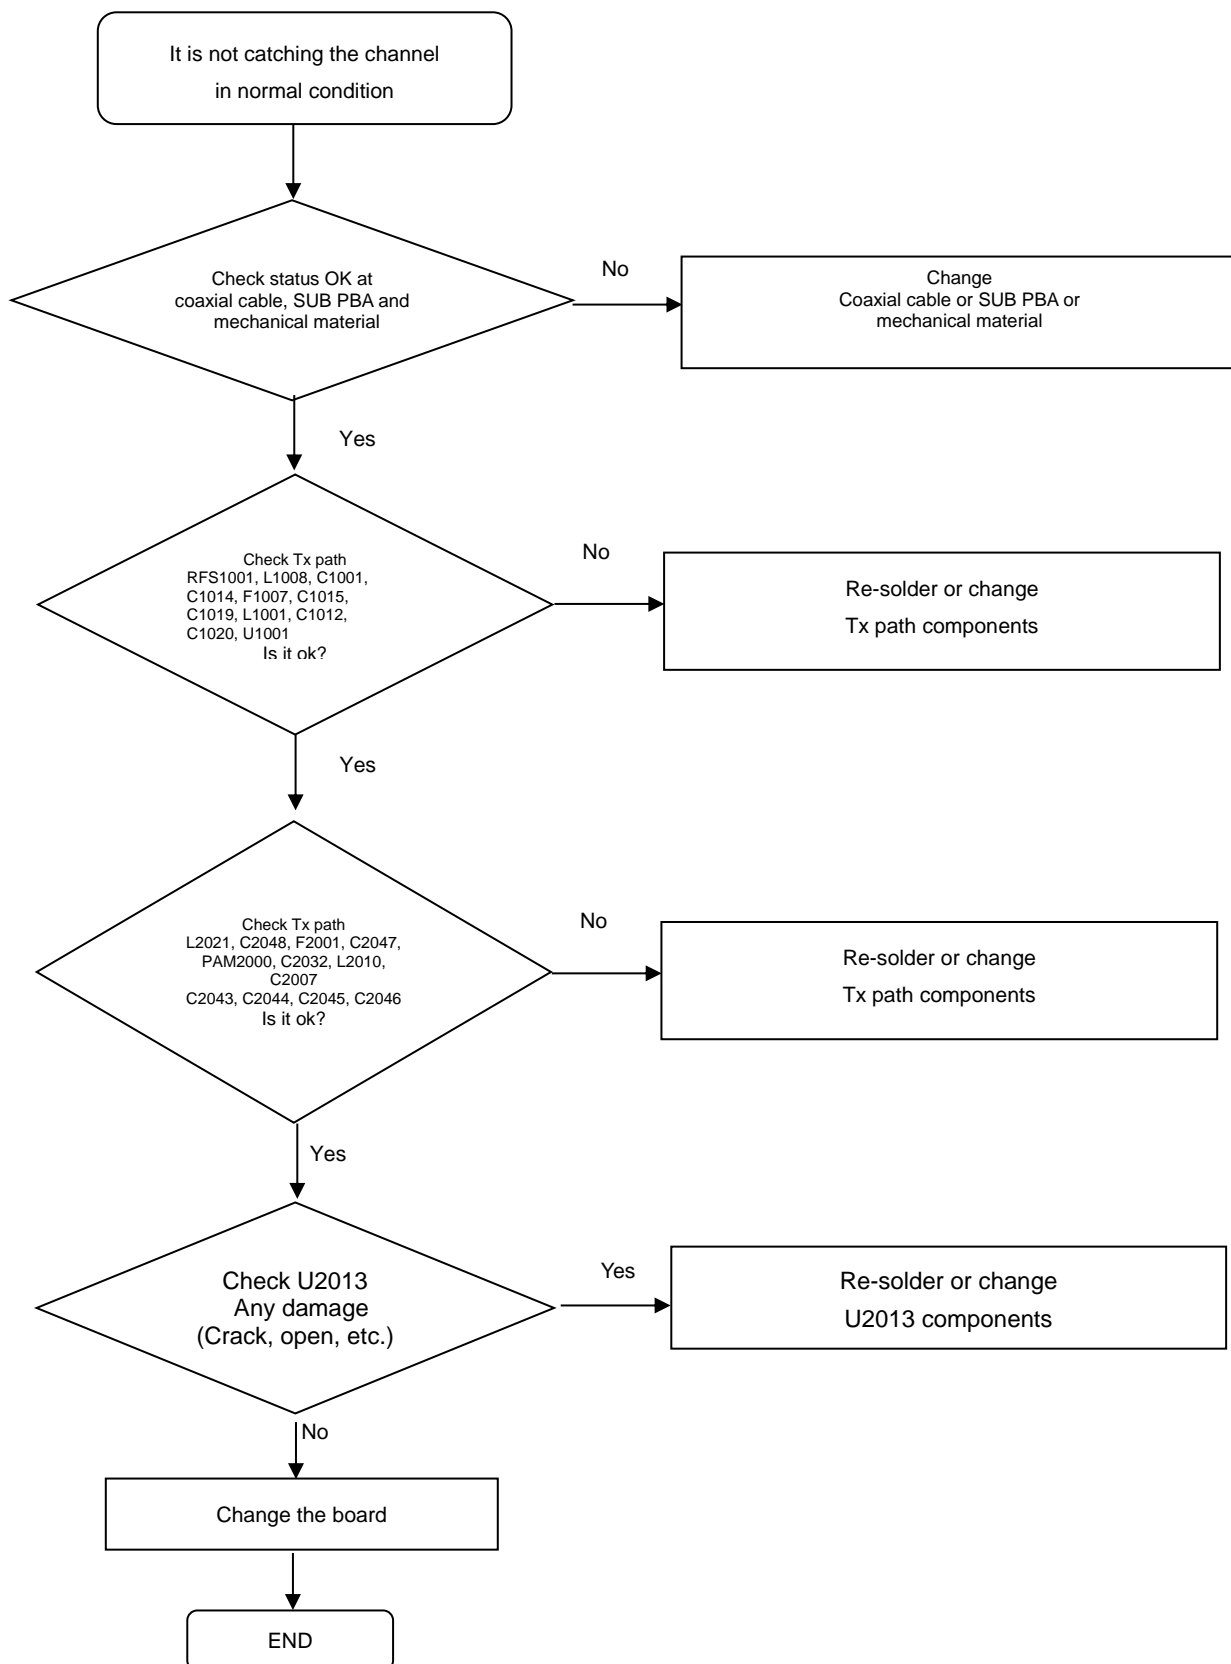 It is not catching the channel
in normal condition
Check status OK at
coaxial cable, SUB PBA and
mechanical material
No
Change
Coaxial cable or SUB PBA or
mechanical material
Yes
Check Tx path
RFS1001, L1008, C1001,
C1014, F1007, C1015,
C1019, L1001, C1012,
C1020, U1001
Is it ok?
No
Re-solder or change
Tx path components
Yes
Check Tx path
L2021, C2048, F2001, C2047,
PAM2000, C2032, L2010,
C2007
C2043, C2044, C2045, C2046
Is it ok?
No
Re-solder or change
Tx path components
Yes
Check U2013
Any damage
(Crack, open, etc.)
Yes
Re-solder or change
U2013 components
No
Change the board
END